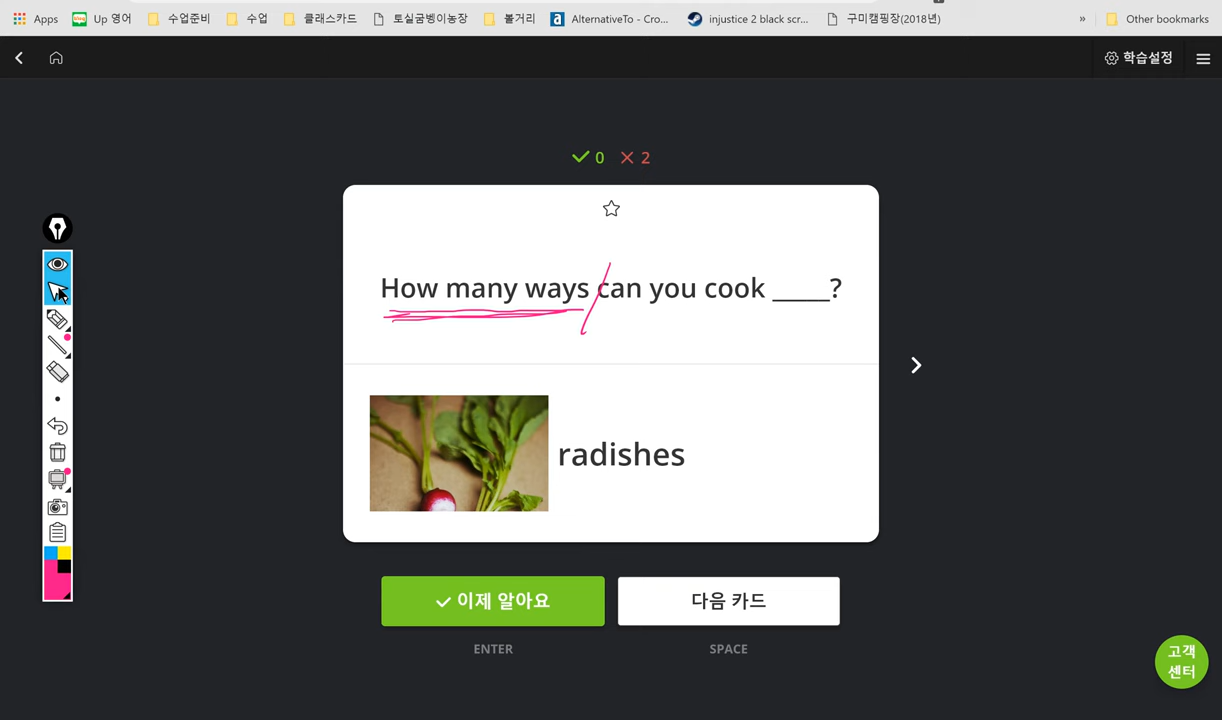 Apps
Up 영어
수업준비
수업
클래스카드
토실굼벵이농장
볼거리
a
AlternativeTo - Cro...
injustice 2 black scr...
구미캠핑장(2018년)
»
Other bookmarks
학습설정
0
2
How many ways can you cook _____?
radishes
이제 알아요
다음 카드
ENTER
SPACE
고객
센터